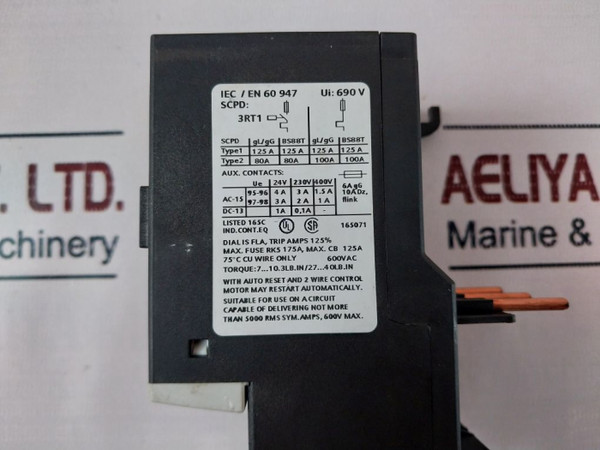 IEC / EN 60 947 Ui: 690 V
SCPD:
3RT1
SCPD gL/gG BS88T gL/gG BS88T
Type1 125 A 125 A 125 A 125 A
Type2 80A 80A 100A 100A
AUX. CONTACTS:
Ue 24V 230V 400V
AC-15 95-96 4 A 3 A 1.5 A
97-98 3 A 2 A 1 A
DC-13 1A 0,1A -
6A gG
10A Dz,
flink
LISTED 165C
IND.CONT.EQ
UL
SA
165071
DIAL IS FLA, TRIP AMPS 125%
MAX. FUSE RK5 175A, MAX. CB 125A
75°C CU WIRE ONLY 600VAC
TORQUE: 7...10.3LB.IN/27...40LB.IN
WITH AUTO RESET AND 2 WIRE CONTROL
MOTOR MAY RESTART AUTOMATICALLY.
SUITABLE FOR USE ON A CIRCUIT
CAPABLE OF DELIVERING NOT MORE
THAN 5000 RMS SYM.AMPS, 600V MAX.
. LTD.
chinery
AELIYA
Marine &